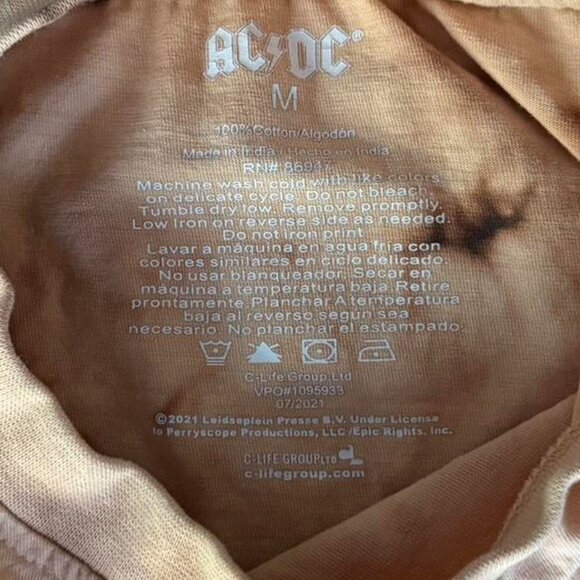 AC⚡DC®
M
100%Cotton/Algodón
Made in India/ Hecho en India
RN# 86947
Machine wash cold with like colors
on delicate cycle. Do not bleach.
Tumble dry low. Remove promptly.
Low Iron on reverse side as needed.
Do not iron print
Lavar a máquina en agua fria con
colores similares en ciclo delicado.
No usar blanqueador. Secar en
máquina a temperatura baja. Retire
prontamente. Planchar A temperatura
baja al reverso según sea
necesario. No planchar el estampado
C-Life Group.Ltd
VPO#1095933
07/2021
©2021 Leidseplein Presse B.V. Under License
to Perryscope Productions, LLC /Epic Rights, Inc.
C-LIFE GROUP LTD
c-lifegroup.com